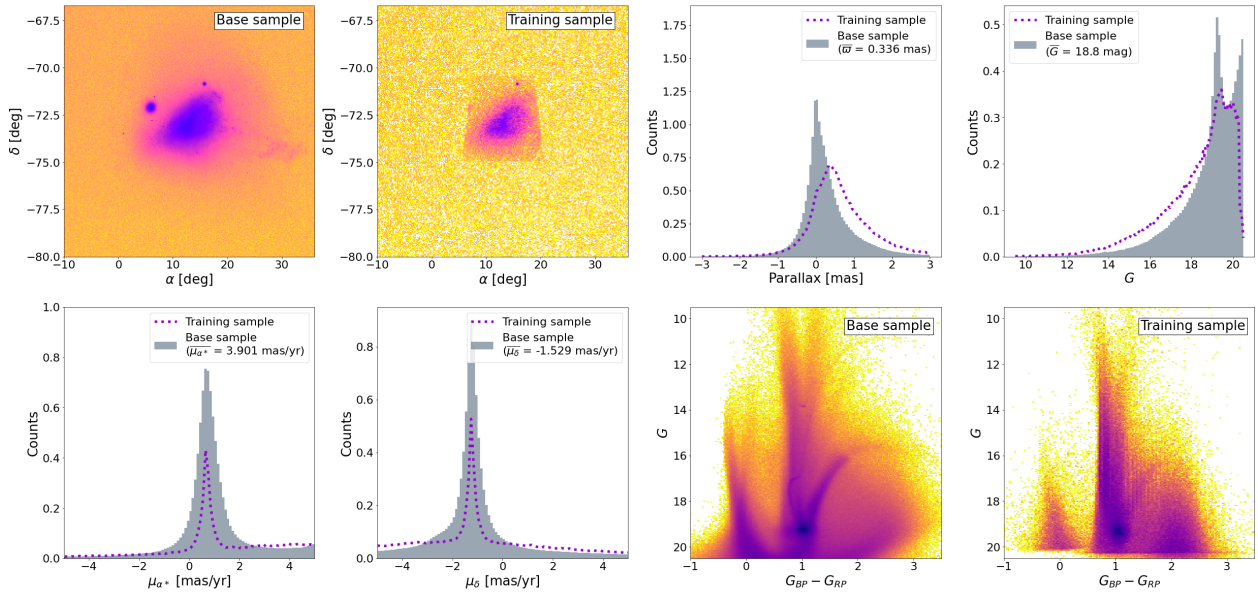 Base sample
−67.5
−70.0
−72.5
−75.0
−77.5
−80.0
δ [deg]
−10
0
10
20
30
α [deg]
Training sample
−67.5
−70.0
−72.5
−75.0
−77.5
−80.0
δ [deg]
−10
0
10
20
30
α [deg]
Training sample
Base sample
(ϖ̅ = 0.336 mas)
1.75
1.50
1.25
1.00
0.75
0.50
0.25
0.00
Counts
−3
−2
−1
0
1
2
3
Parallax [mas]
Training sample
Base sample
(G̅ = 18.8 mag)
0.5
0.4
0.3
0.2
0.1
0.0
Counts
10
12
14
16
18
20
G
Training sample
Base sample
(μ̅α* = 3.901 mas/yr)
1.0
0.8
0.6
0.4
0.2
0.0
Counts
−4
−2
0
2
4
μα* [mas/yr]
Training sample
Base sample
(μ̅δ = -1.529 mas/yr)
0.8
0.6
0.4
0.2
0.0
Counts
−4
−2
0
2
4
μδ [mas/yr]
Base sample
10
12
14
16
18
20
G
−1
0
1
2
3
GBP − GRP
Training sample
10
12
14
16
18
20
G
−1
0
1
2
3
GBP − GRP